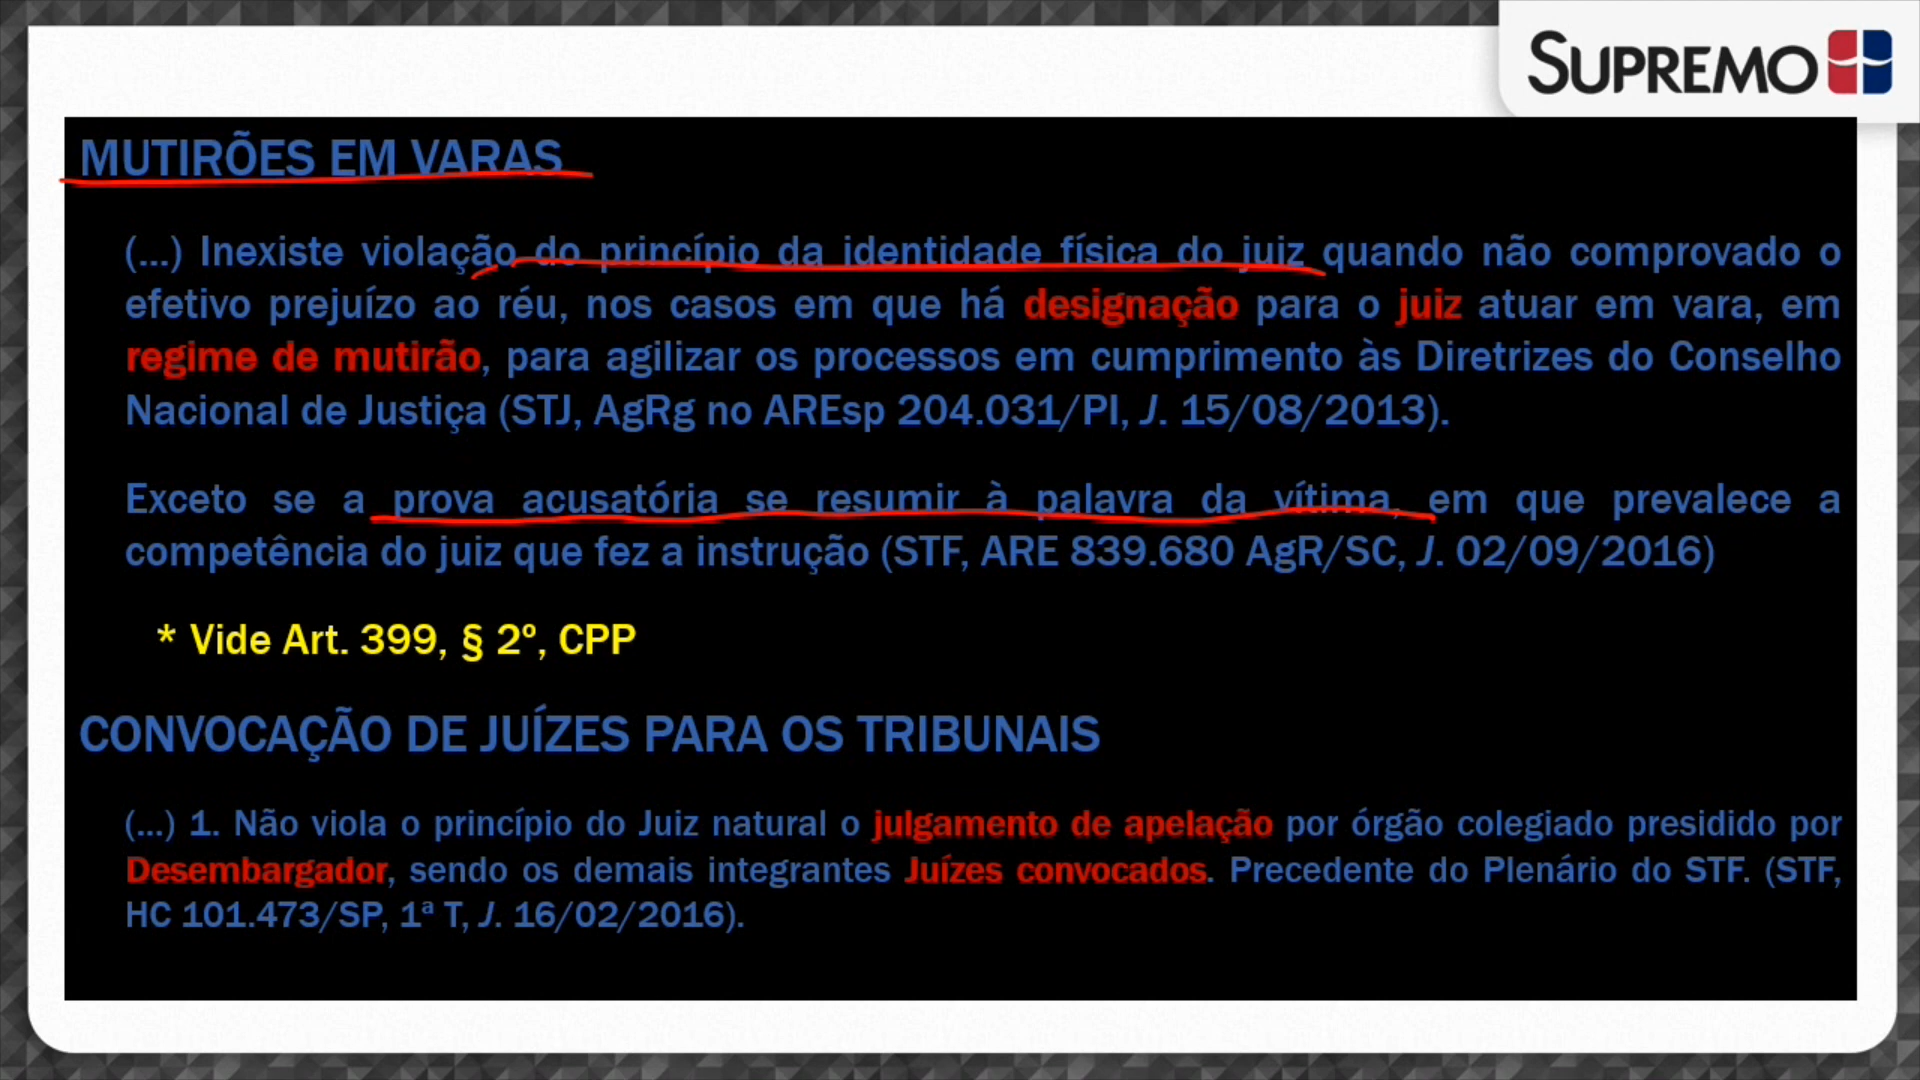 SUPREMO
MUTIRÕES EM VARAS
(...) Inexiste violação do princípio da identidade física do juiz quando não comprovado o
efetivo prejuízo ao réu, nos casos em que há designação para o juiz atuar em vara, em
regime de mutirão, para agilizar os processos em cumprimento às Diretrizes do Conselho
Nacional de Justiça (STJ, AgRg no AREsp 204.031/PI, J. 15/08/2013).
Exceto se a prova acusatória se resumir à palavra da vítima, em que prevalece a
competência do juiz que fez a instrução (STF, ARE 839.680 AgR/SC, J. 02/09/2016)
* Vide Art. 399, § 2º, CPP
CONVOCAÇÃO DE JUÍZES PARA OS TRIBUNAIS
(...) 1. Não viola o princípio do Juiz natural o julgamento de apelação por órgão colegiado presidido por
Desembargador, sendo os demais integrantes Juízes convocados. Precedente do Plenário do STF. (STF,
HC 101.473/SP, 1ª T, J. 16/02/2016).